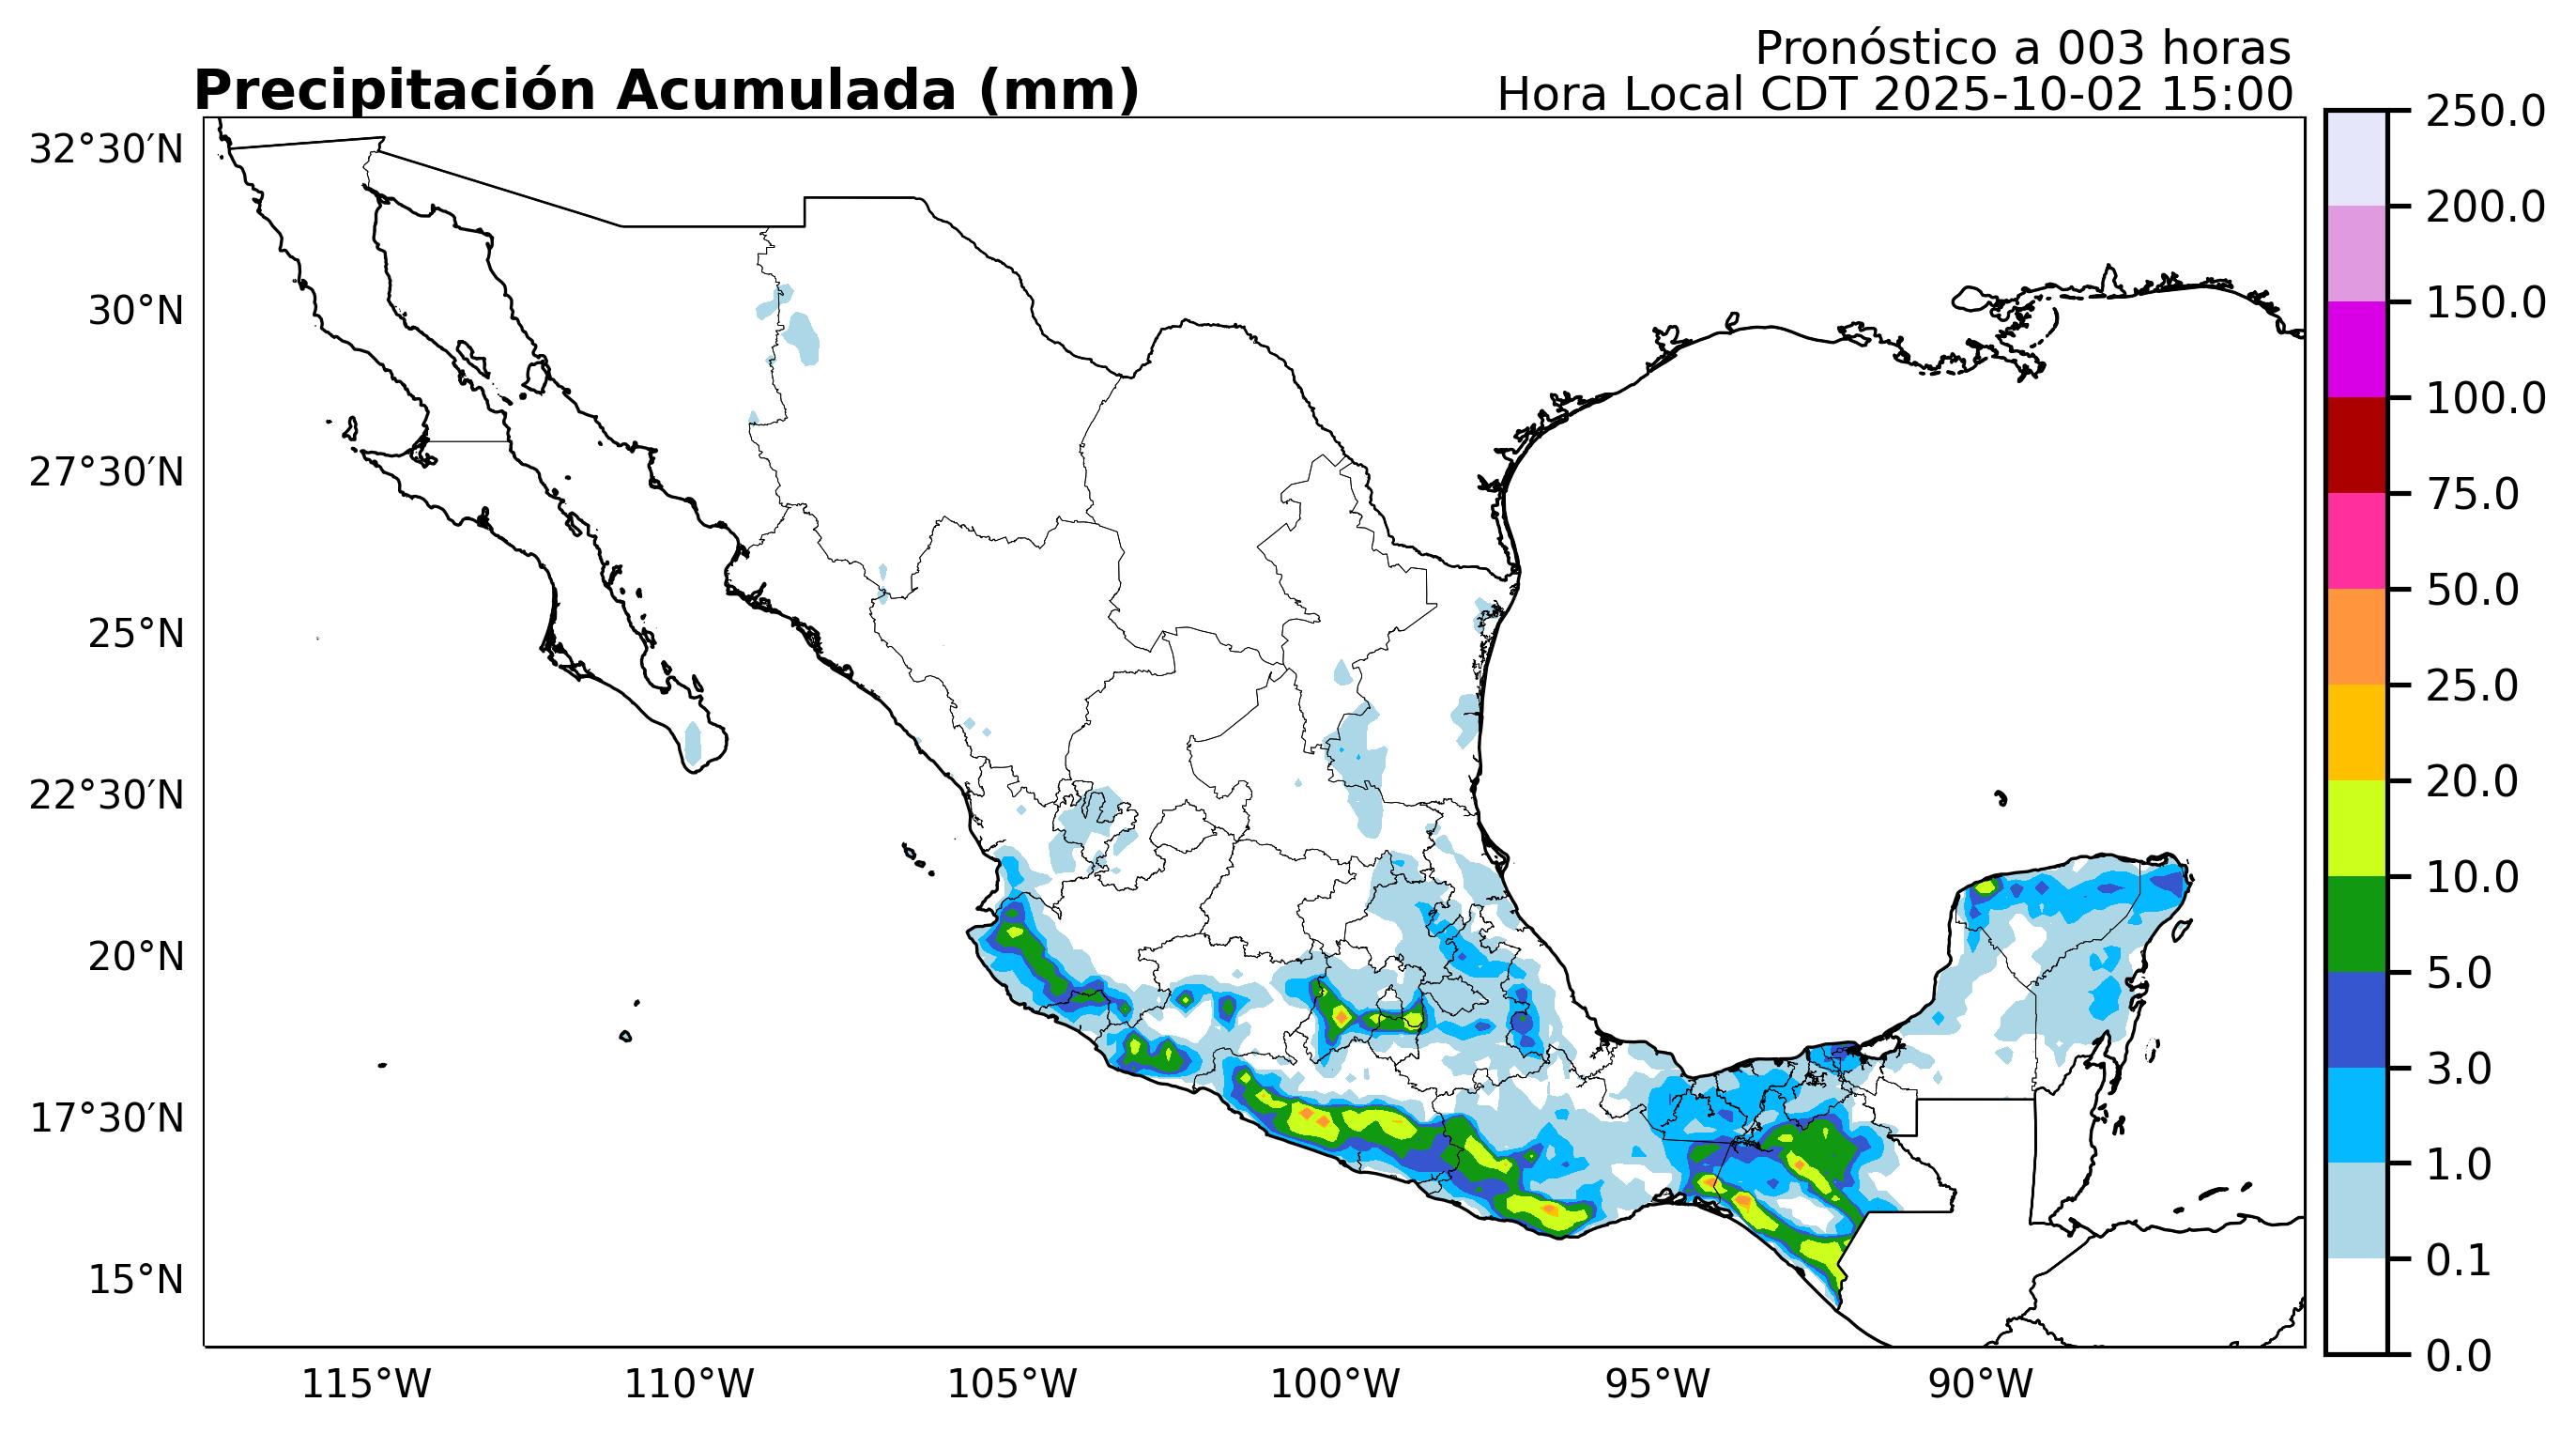 Pronóstico a 003 horas
Precipitación Acumulada (mm)
Hora Local CDT 2025-10-02 15:00
32°30′N
30°N
27°30′N
25°N
22°30′N
20°N
17°30′N
15°N
115°W
110°W
105°W
100°W
95°W
90°W
250.0
200.0
150.0
100.0
75.0
50.0
25.0
20.0
10.0
5.0
3.0
1.0
0.1
0.0